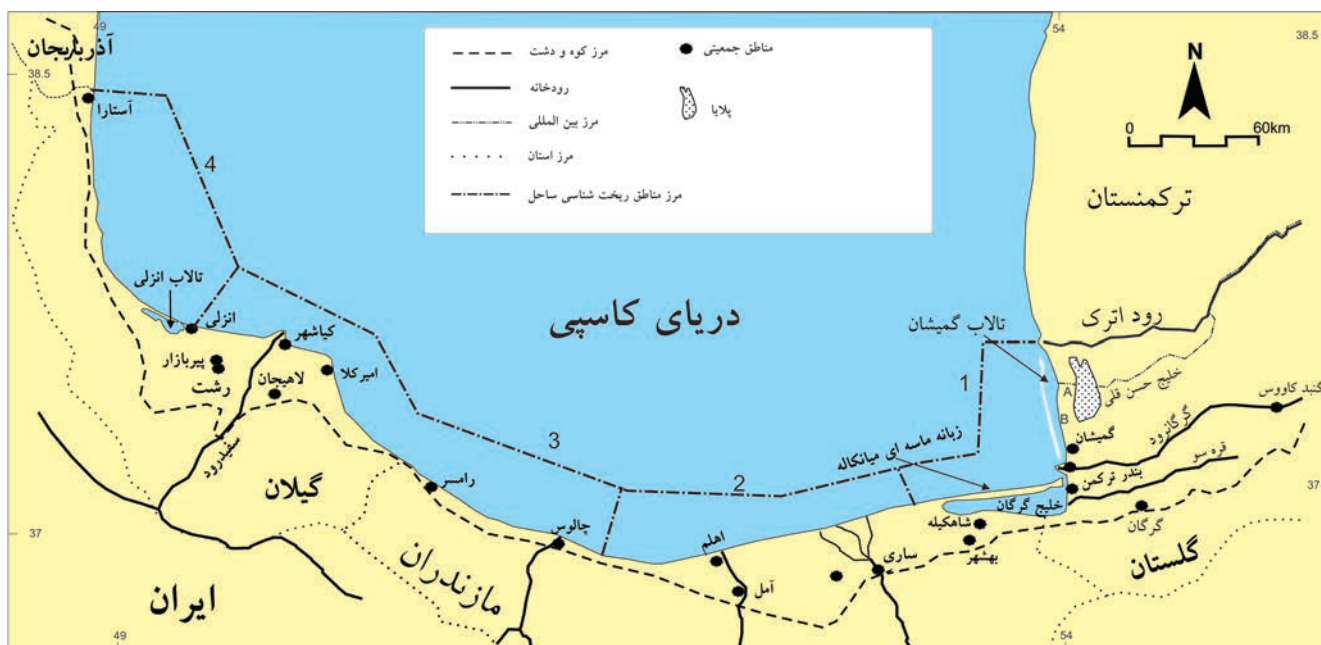 49
54
38.5
آذربایجان
38.5
آستارا
مرز کوه و دشت
رودخانه
مرز بین المللی
مرز استان
مرز مناطق ریخت شناسی ساحل
مناطق جمعیتی
پلایا
N
0
60km
ترکمنستان
4
رود اترک
دریای کاسپی
تالاب گمیشان
خلیج حسن قلی
A
B
1
تالاب انزلی
انزلی
کیاشهر
پیربازار
رشت
لاهیجان
امیرکلا
سفیدرود
گنبد کاووس
گرگانرود
گمیشان
قره سو
بندر ترکمن
زبانه ماسه ای میانکاله
خلیج گرگان
3
2
گیلان
رامسر
چالوس
اهلم
آمل
ساری
شاهکیله
بهشهر
گرگان
گلستان
37
37
مازندران
ایران
49
54